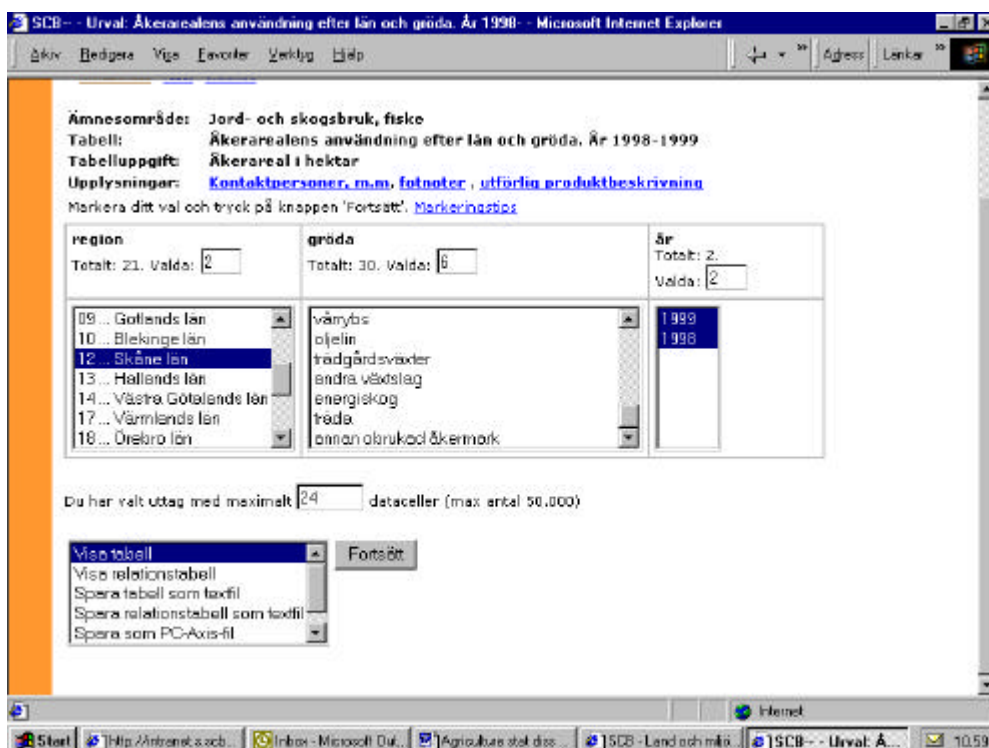 SCB-- - Urval: Åkerarealens användning efter län och gröda. År 1998- - Microsoft Internet Explorer
Arkiv Redigera Visa Favoriter Verktyg Hjälp
Adress Länkar
Ämnesområde: Jord- och skogsbruk, fiske
Tabell: Åkerarealens användning efter län och gröda. År 1998-1999
Tabelluppgift: Åkerareal i hektar
Upplysningar: Kontaktpersoner, m.m, fotnoter , utförlig produktbeskrivning
Markera ditt val och tryck på knappen 'Fortsätt'. Markeringstips
region gröda år
Totalt: 21. Valda: 2 Totalt: 30. Valda: 6 Totalt: 2.
Valda: 2
09 ... Gotlands län vårrybs 1999
10 ... Blekinge län oljelin 1998
12 ... Skåne län trädgårdsväxter
13 ... Hallands län andra växtslag
14 ... Västra Götalands län energiskog
17 ... Värmlands län träda
18 ... Örebro län annan obrukad åkermark
Du har valt uttag med maximalt 24 dataceller (max antal 50.000)
Visa tabell Fortsätt
Visa relationstabell
Spara tabell som textfil
Spara relationstabell som textfil
Spara som PC-Axis-fil
Internet
Start http://intranet.a.scb... Inbox - Microsoft Out... Agriculture stat diss ... SCB - Land och miljö... SCB-- - Urval: Å... 10:59